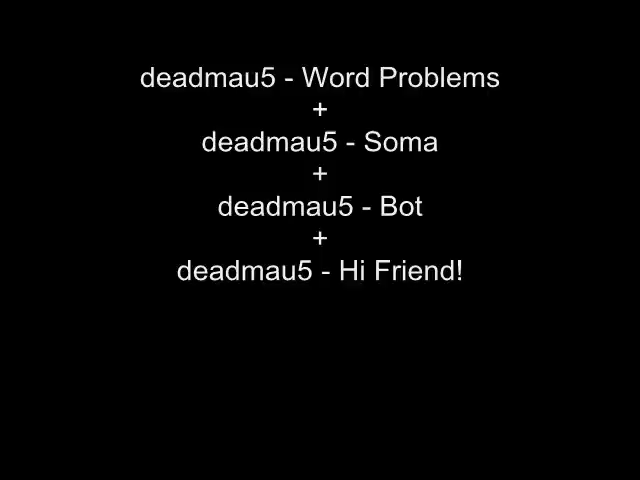 deadmau5 - Word Problems
+
deadmau5 - Soma
+
deadmau5 - Bot
+
deadmau5 - Hi Friend!